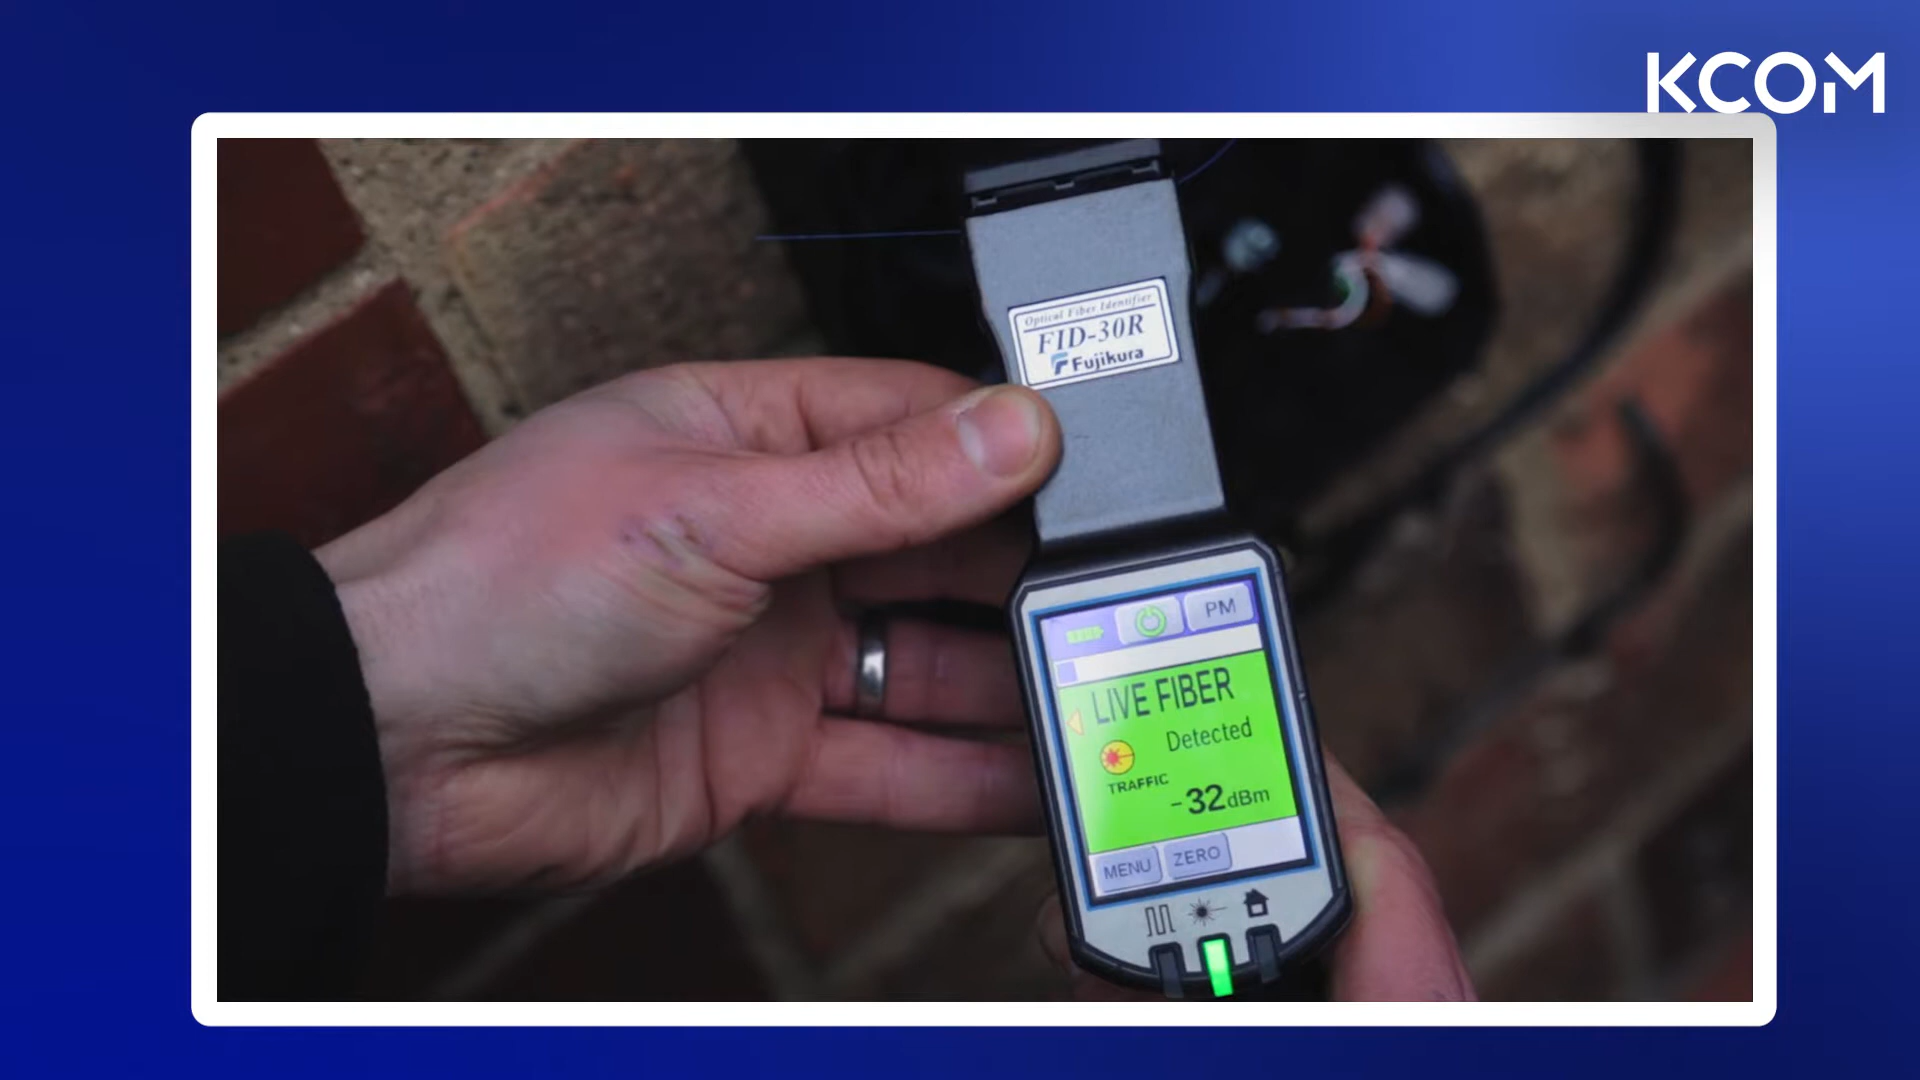 KCOM
Optical Fiber Identifier
FID-30R
Fujikura
PM
LIVE FIBER
Detected
TRAFFIC
-32dBm
MENU ZERO